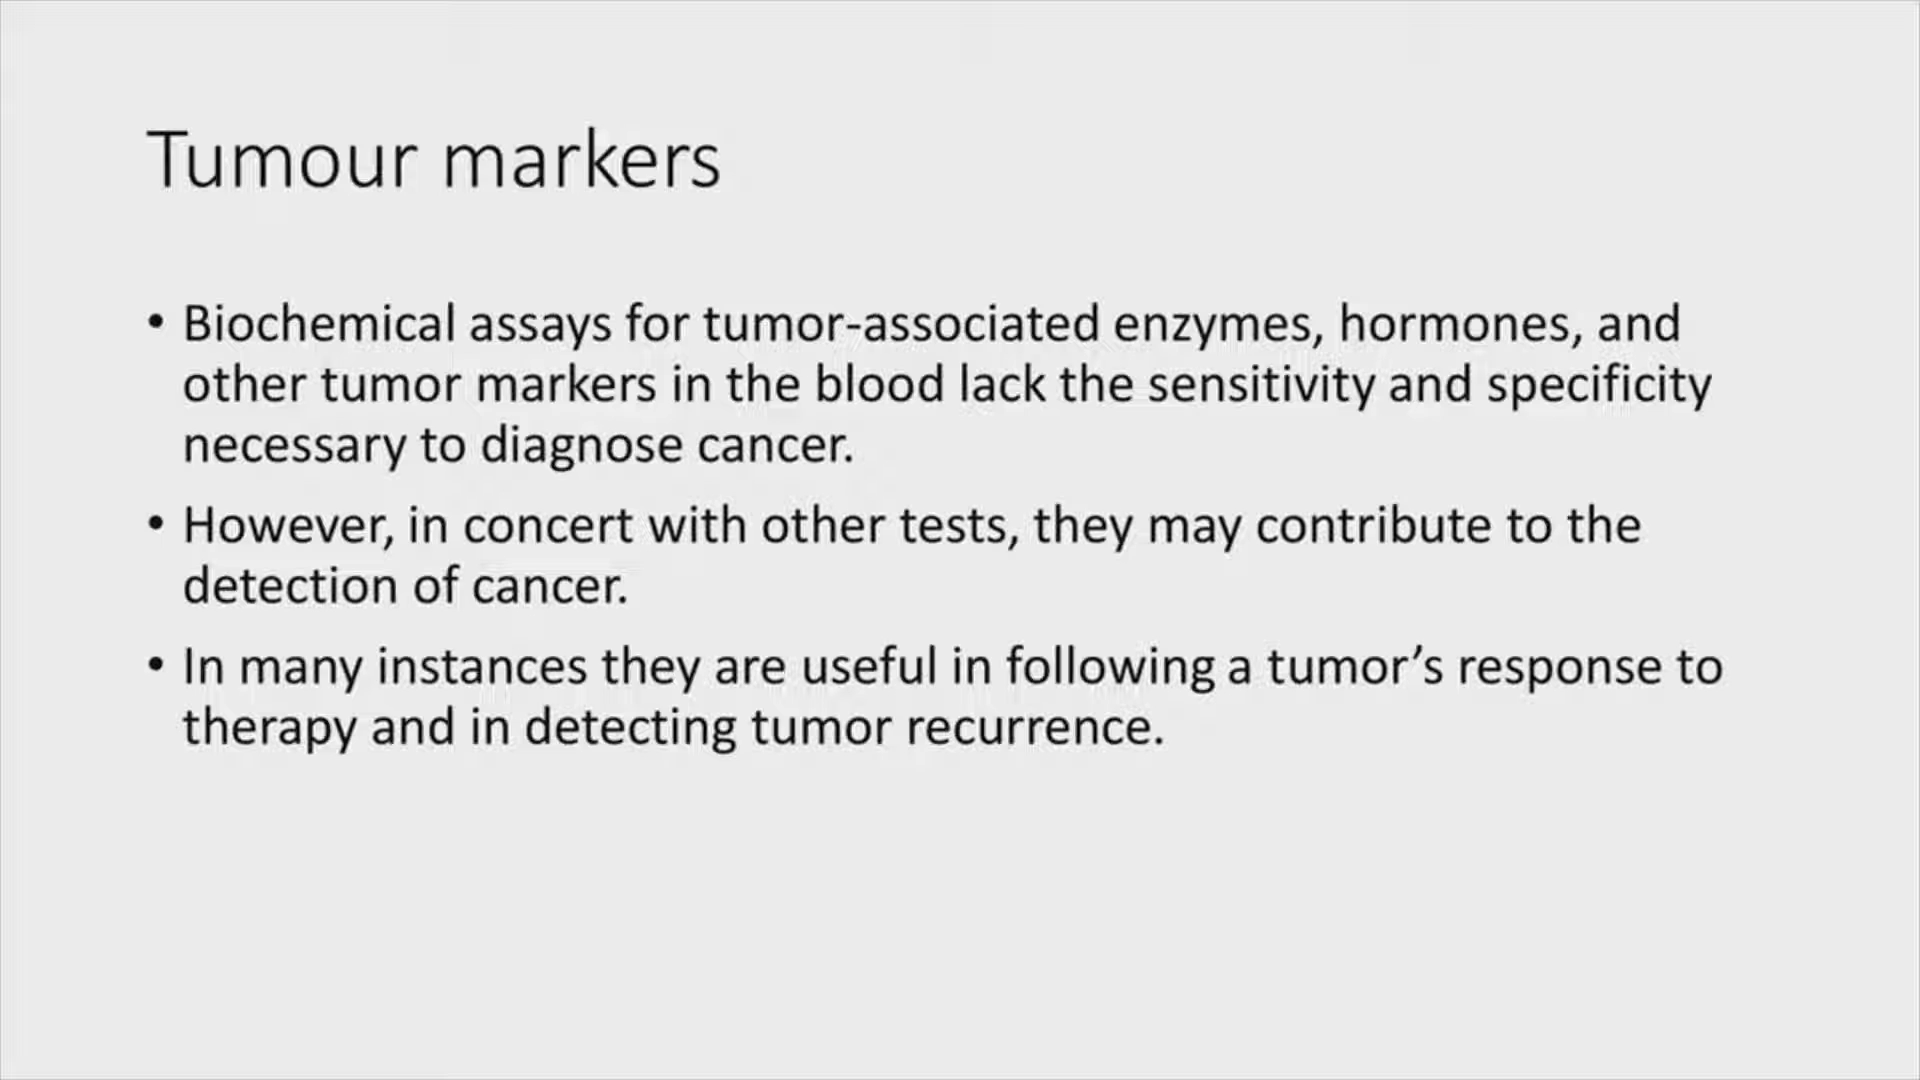 Tumour markers
• Biochemical assays for tumor-associated enzymes, hormones, and
other tumor markers in the blood lack the sensitivity and specificity
necessary to diagnose cancer.
• However, in concert with other tests, they may contribute to the
detection of cancer.
• In many instances they are useful in following a tumor’s response to
therapy and in detecting tumor recurrence.